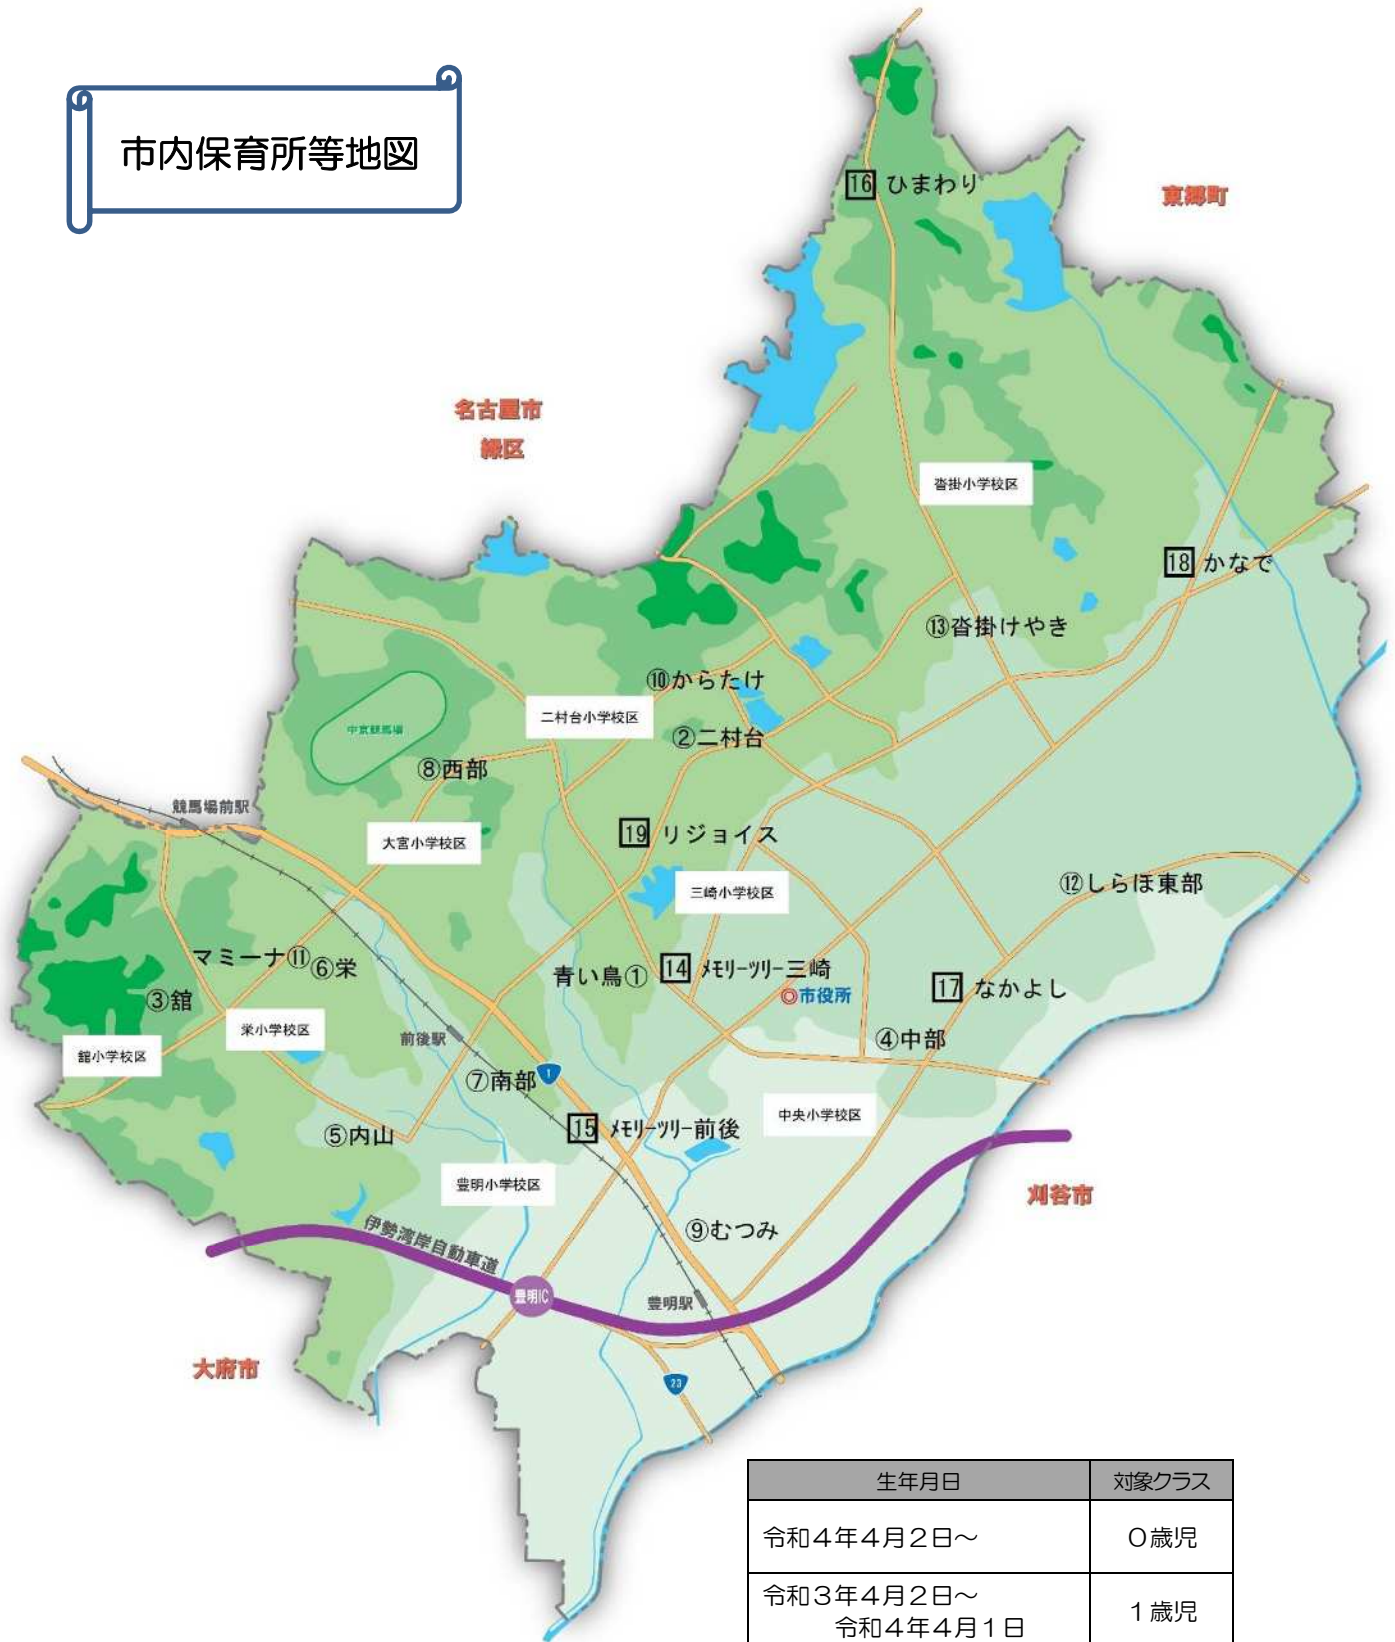 市内保育所等地図
16 ひまわり
東郷町
名古屋市
緑区
沓掛小学校区
18 かなで
⑬沓掛けやき
⑩からたけ
二村台小学校区
中京競馬場
②二村台
⑧西部
競馬場前駅
19 リジョイス
大宮小学校区
三崎小学校区
⑫しらほ東部
マミーナ⑪
⑥栄
青い鳥①
14 メモリーツリー三崎
◎市役所
17 なかよし
③舘
栄小学校区
前後駅
④中部
舘小学校区
⑦南部
1
15 メモリーツリー前後
中央小学校区
⑤内山
豊明小学校区
刈谷市
⑨むつみ
伊勢湾岸自動車道
豊明IC
豊明駅
大府市
23
生年月日 対象クラス
令和4年4月2日～ 0歳児
令和3年4月2日～
令和4年4月1日 1歳児